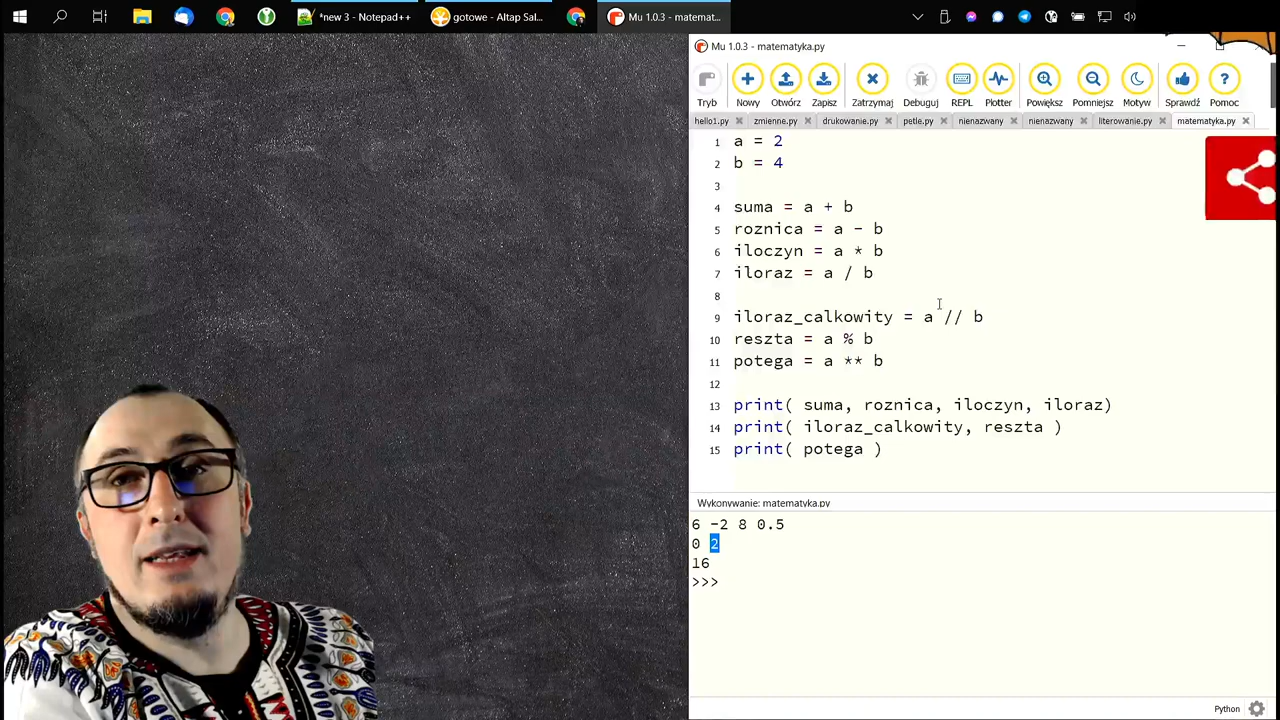 *new 3 - Notepad++
gotowe - Altap Sal...
Mu 1.0.3 - matemat...
Mu 1.0.3 - matematyka.py
Tryb Nowy Otwórz Zapisz Zatrzymaj Debuguj REPL Plotter Powiększ Pomniejsz Motyw Sprawdź Pomoc
hello1.py zmienne.py drukowanie.py petle.py nienazwany nienazwany literowanie.py matematyka.py
1 a = 2
2 b = 4
3
4 suma = a + b
5 roznica = a - b
6 iloczyn = a * b
7 iloraz = a / b
8
9 iloraz_calkowity = a // b
10 reszta = a % b
11 potega = a ** b
12
13 print( suma, roznica, iloczyn, iloraz)
14 print( iloraz_calkowity, reszta )
15 print( potega )
Wykonywanie: matematyka.py
6 -2 8 0.5
0 2
16
>>>
Python